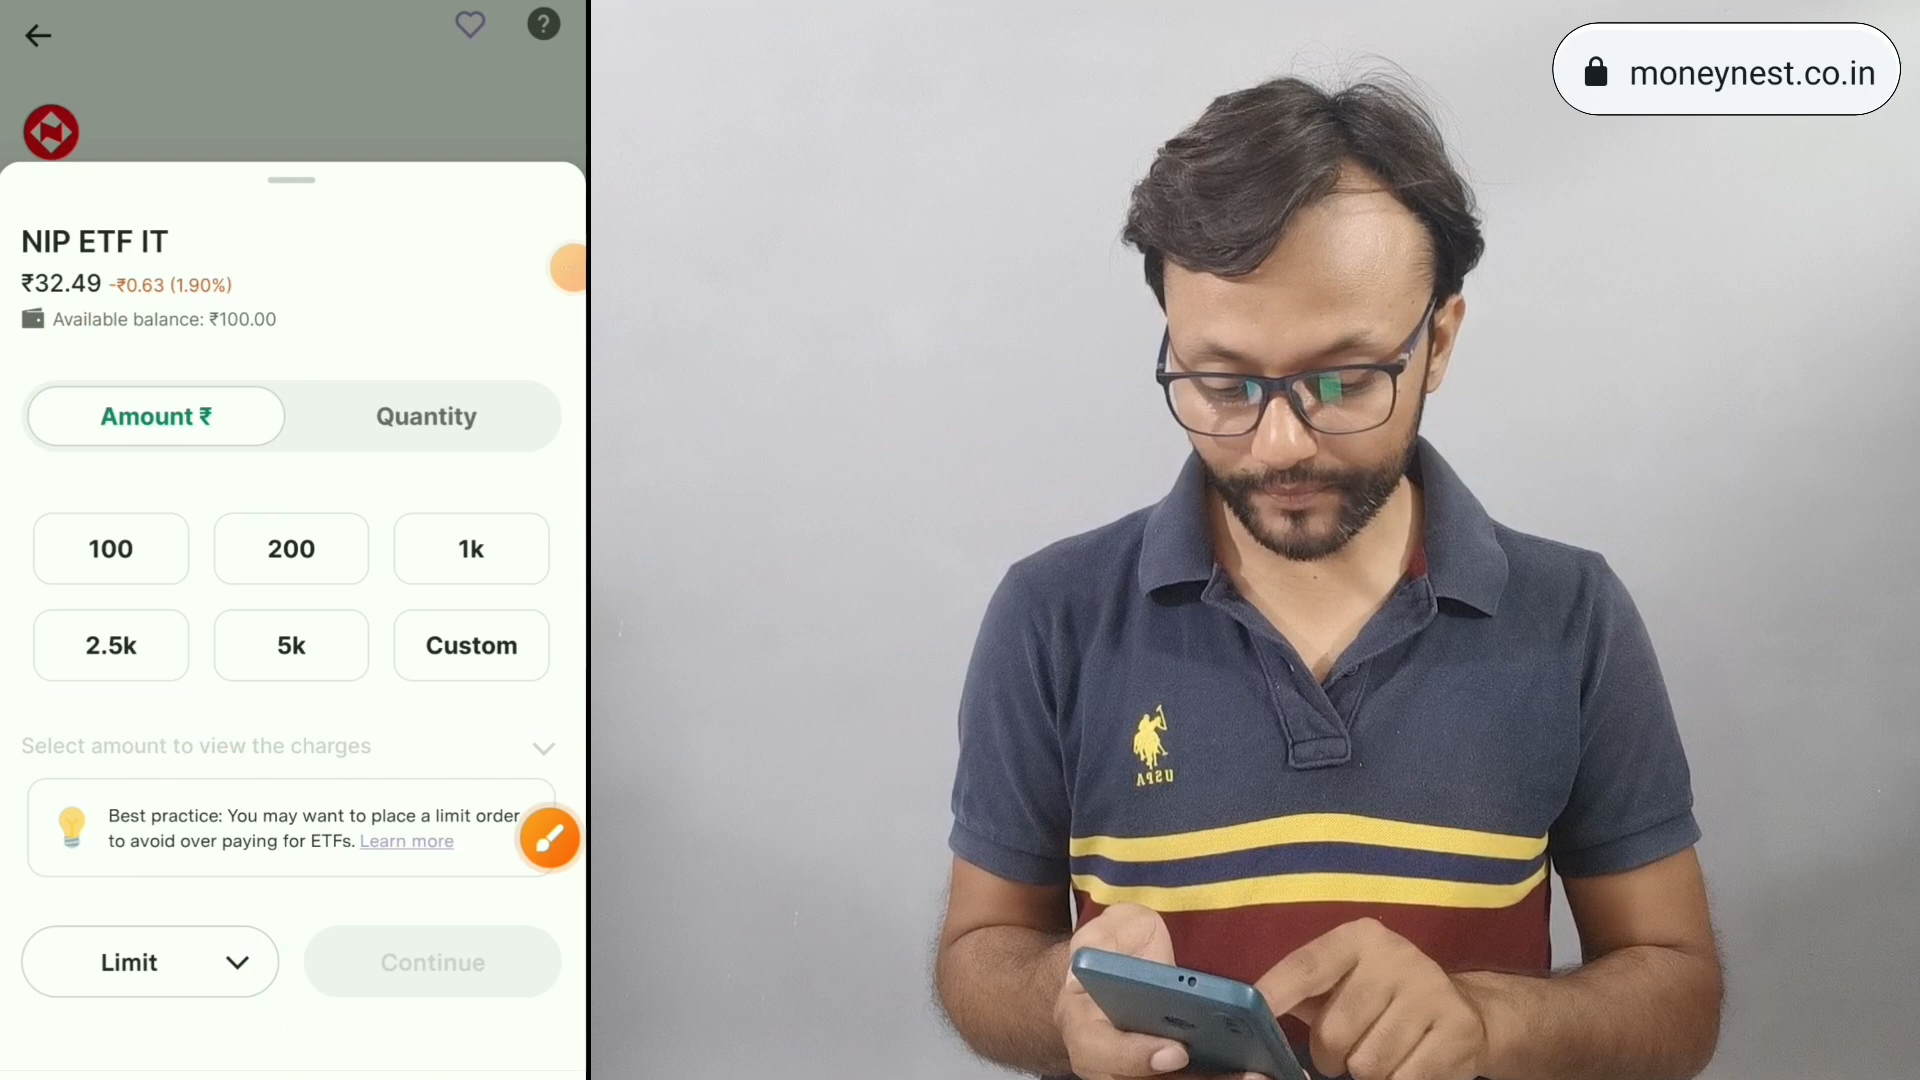 ?
moneynest.co.in
NIP ETF IT
₹32.49 -₹0.63 (1.90%)
Available balance: ₹100.00
Amount ₹
Quantity
100
200
1k
2.5k
5k
Custom
Select amount to view the charges
Best practice: You may want to place a limit order
to avoid over paying for ETFs. Learn more
Limit
Continue
USPA